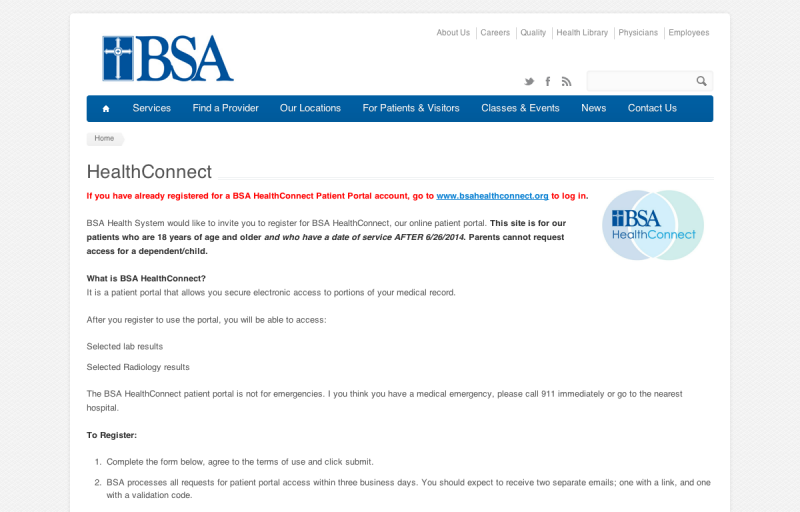 About Us
Careers
Quality
Health Library
Physicians
Employees
BSA
Services
Find a Provider
Our Locations
For Patients & Visitors
Classes & Events
News
Contact Us
Home
HealthConnect
If you have already registered for a BSA HealthConnect Patient Portal account, go to www.bsahealthconnect.org to log in.
BSA
HealthConnect
BSA Health System would like to invite you to register for BSA HealthConnect, our online patient portal. This site is for our
patients who are 18 years of age and older and who have a date of service AFTER 6/26/2014. Parents cannot request
access for a dependent/child.
What is BSA HealthConnect?
It is a patient portal that allows you secure electronic access to portions of your medical record.
After you register to use the portal, you will be able to access:
Selected lab results
Selected Radiology results
The BSA HealthConnect patient portal is not for emergencies. I you think you have a medical emergency, please call 911 immediately or go to the nearest
hospital.
To Register:
1. Complete the form below, agree to the terms of use and click submit.
2. BSA processes all requests for patient portal access within three business days. You should expect to receive two separate emails; one with a link, and one
with a validation code.